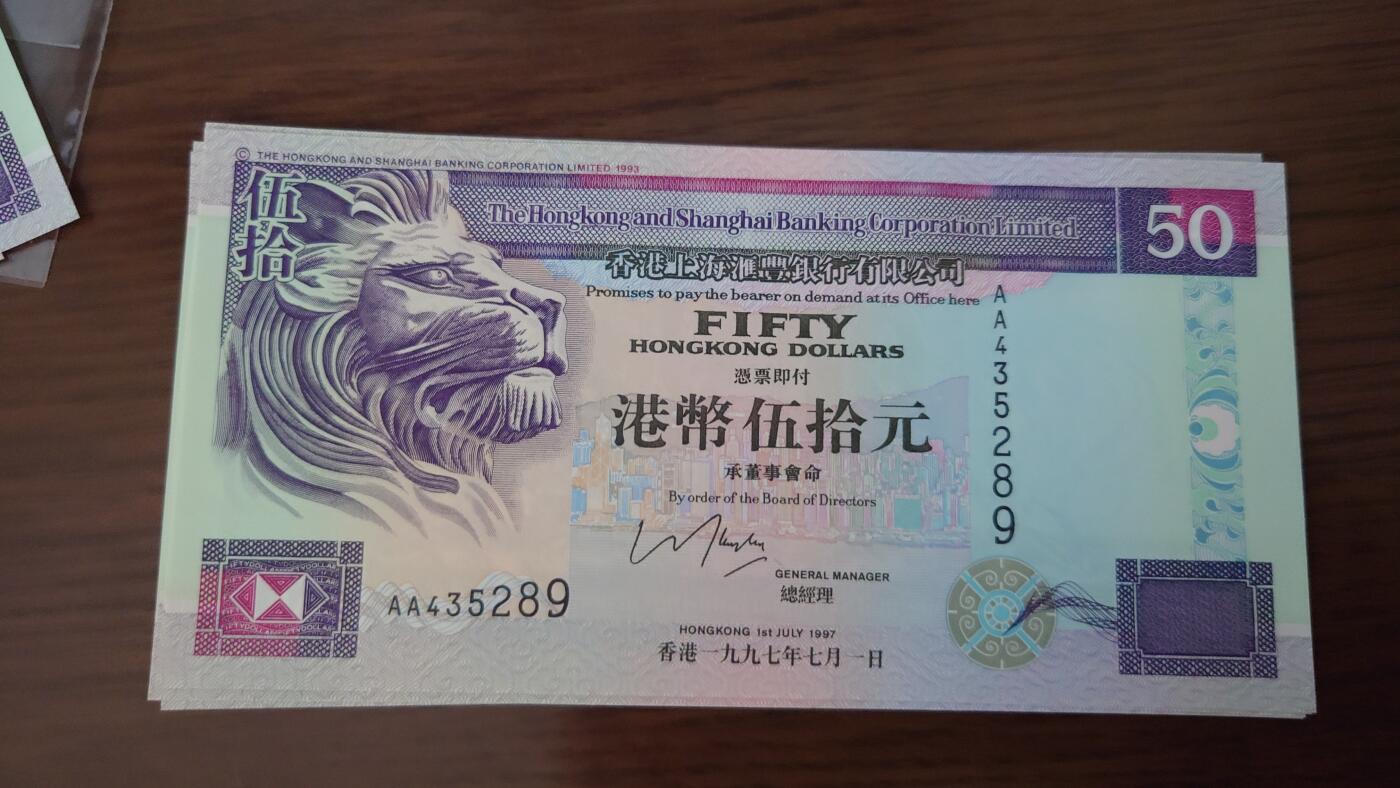 © THE HONGKONG AND SHANGHAI BANKING CORPORATION LIMITED 1993
伍拾
The Hongkong and Shanghai Banking Corporation Limited
50
香港上海滙豐銀行有限公司
Promises to pay the bearer on demand at its Office here
FIFTY
HONGKONG DOLLARS
憑票即付
港幣伍拾元
承董事會命
By order of the Board of Directors
AA435289
GENERAL MANAGER
總經理
AA435289
HONGKONG 1st JULY 1997
香港一九九七年七月一日